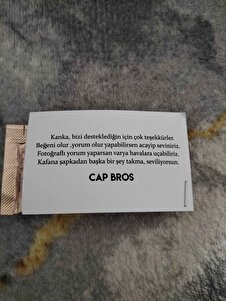 Kanka, bizi desteklediğin için çok teşekkürler.
Beğeni olur ,yorum olur yapabilirsen acayip seviniriz.
Fotoğraflı yorum yaparsan varya havalara uçabiliriz.
Kafana şapkadan başka bir şey takma, seviliyorsun.
CAP BROS